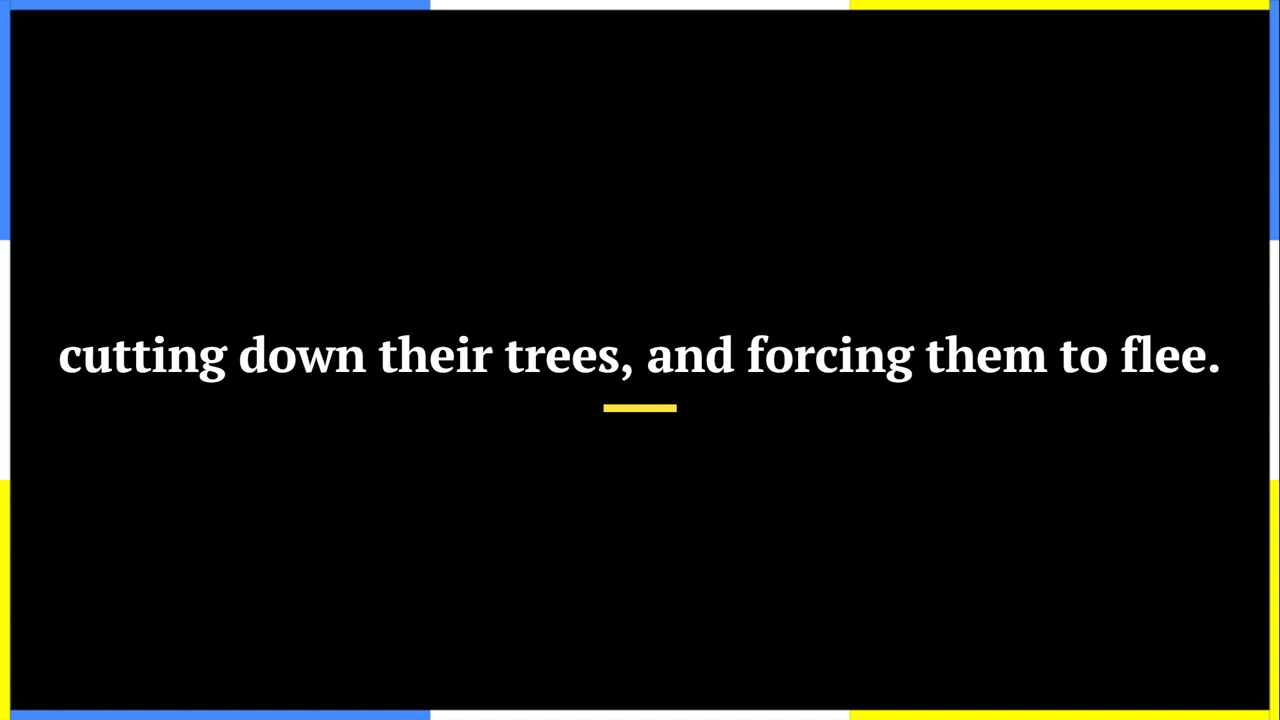 cutting down their trees, and forcing them to flee.